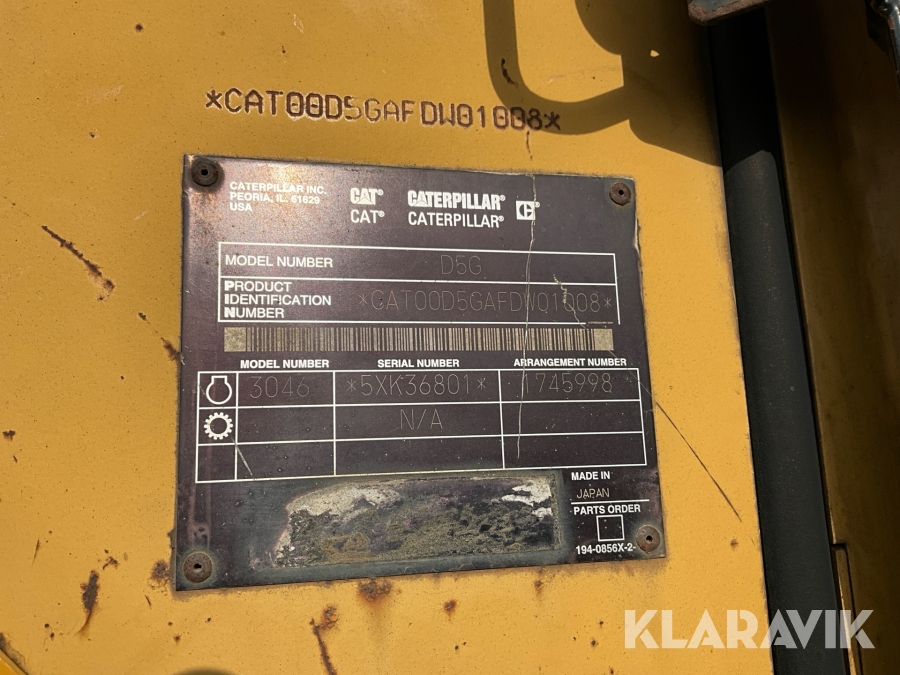 *CAT00D5GAFDW01008*
CATERPILLAR INC.
PEORIA, IL. 61629
USA
CAT® CATERPILLAR®
CAT® CATERPILLAR®
MODEL NUMBER D5G
PRODUCT
IDENTIFICATION *CAT00D5GAFDW01008*
NUMBER
MODEL NUMBER SERIAL NUMBER ARRANGEMENT NUMBER
3046 *5XK36801* 1745998
N/A
MADE IN
JAPAN
PARTS ORDER
194-0856X-2-
KLARAVIK